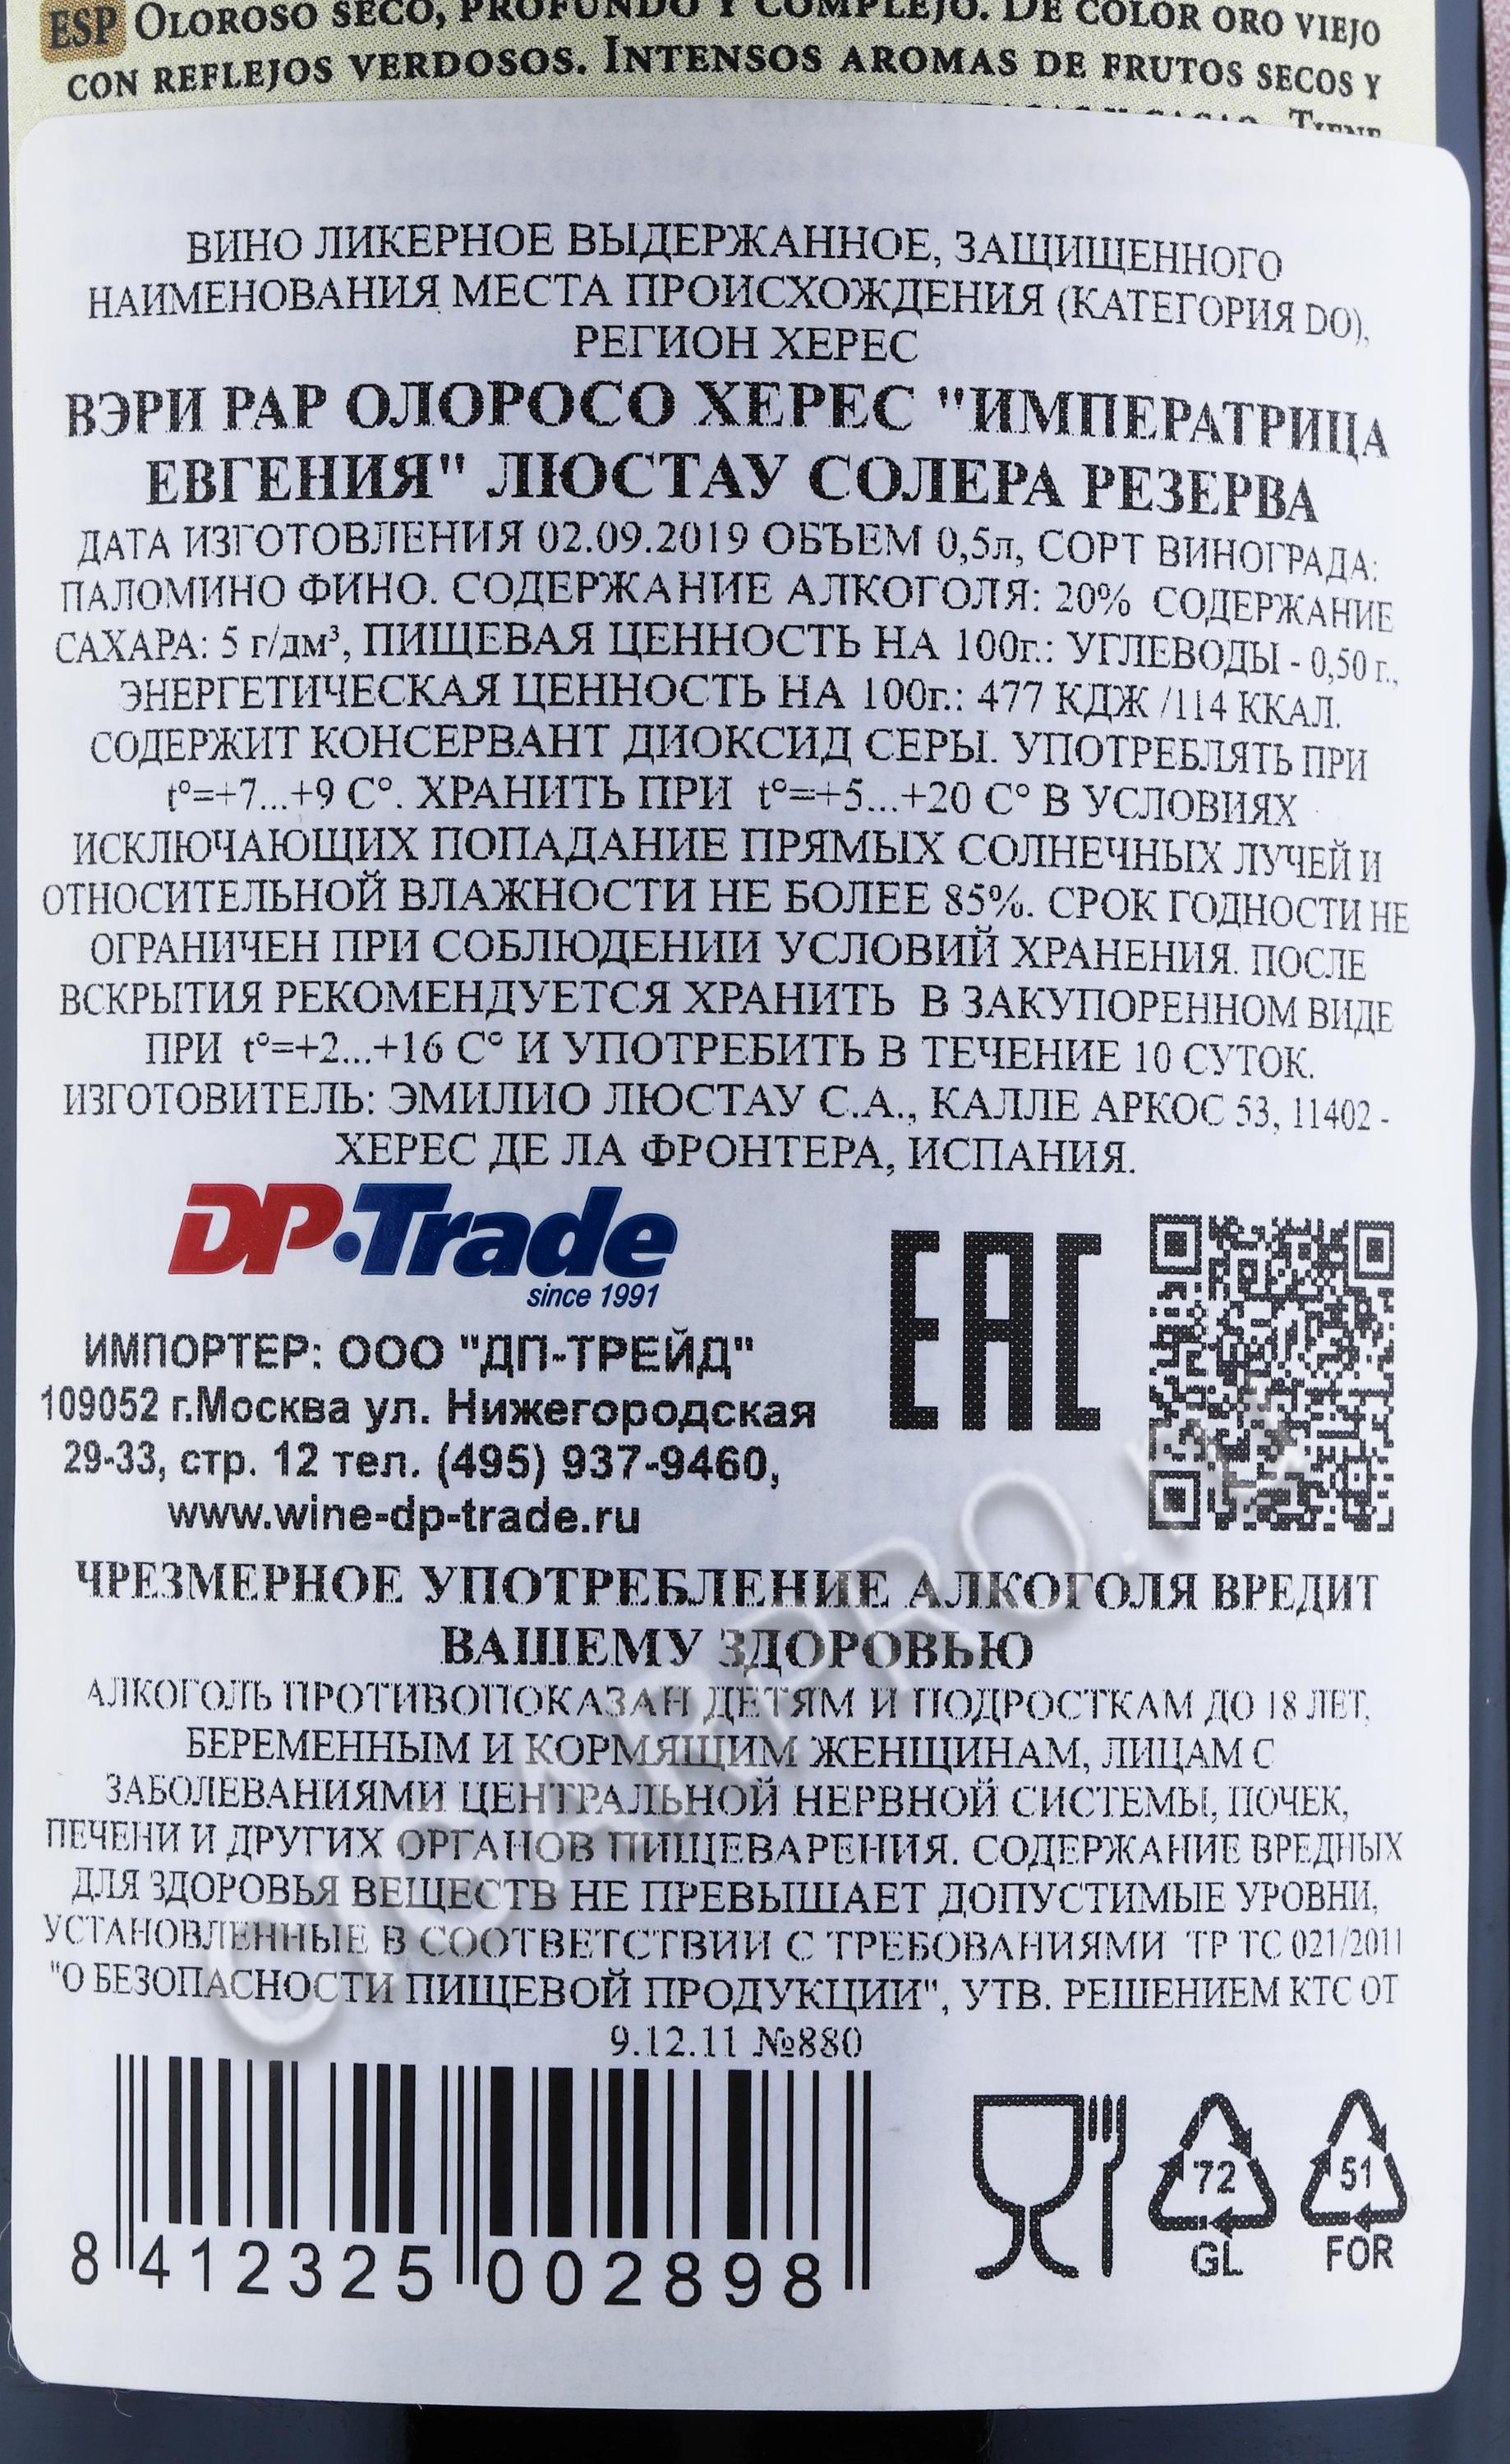 ESP OLOROSO SECO, PROFUNDO Y COMPLEJO. DE COLOR ORO VIEJO
CON REFLEJOS VERDOSOS. INTENSOS AROMAS DE FRUTOS SECOS Y
Y CACAO. TIENE
ВИНО ЛИКЕРНОЕ ВЫДЕРЖАННОЕ, ЗАЩИЩЕННОГО
НАИМЕНОВАНИЯ МЕСТА ПРОИСХОЖДЕНИЯ (КАТЕГОРИЯ DO),
РЕГИОН ХЕРЕС
ВЭРИ РАР ОЛОРОСО ХЕРЕС "ИМПЕРАТРИЦА
ЕВГЕНИЯ" ЛЮСТАУ СОЛЕРА РЕЗЕРВА
ДАТА ИЗГОТОВЛЕНИЯ 02.09.2019 ОБЪЕМ 0,5л, СОРТ ВИНОГРАДА:
ПАЛОМИНО ФИНО. СОДЕРЖАНИЕ АЛКОГОЛЯ: 20% СОДЕРЖАНИЕ
САХАРА: 5 г/дм³, ПИЩЕВАЯ ЦЕННОСТЬ НА 100г.: УГЛЕВОДЫ - 0,50 г.,
ЭНЕРГЕТИЧЕСКАЯ ЦЕННОСТЬ НА 100г.: 477 КДЖ /114 ККАЛ.
СОДЕРЖИТ КОНСЕРВАНТ ДИОКСИД СЕРЫ. УПОТРЕБЛЯТЬ ПРИ
t°=+7...+9 C°. ХРАНИТЬ ПРИ t°=+5...+20 C° В УСЛОВИЯХ
ИСКЛЮЧАЮЩИХ ПОПАДАНИЕ ПРЯМЫХ СОЛНЕЧНЫХ ЛУЧЕЙ И
ОТНОСИТЕЛЬНОЙ ВЛАЖНОСТИ НЕ БОЛЕЕ 85%. СРОК ГОДНОСТИ НЕ
ОГРАНИЧЕН ПРИ СОБЛЮДЕНИИ УСЛОВИЙ ХРАНЕНИЯ. ПОСЛЕ
ВСКРЫТИЯ РЕКОМЕНДУЕТСЯ ХРАНИТЬ В ЗАКУПОРЕННОМ ВИДЕ
ПРИ t°=+2...+16 C° И УПОТРЕБИТЬ В ТЕЧЕНИЕ 10 СУТОК.
ИЗГОТОВИТЕЛЬ: ЭМИЛИО ЛЮСТАУ С.А., КАЛЛЕ АРКОС 53, 11402 -
ХЕРЕС ДЕ ЛА ФРОНТЕРА, ИСПАНИЯ.
DP·Trade
since 1991
EAC
ИМПОРТЕР: ООО "ДП-ТРЕЙД"
109052 г.Москва ул. Нижегородская
29-33, стр. 12 тел. (495) 937-9460,
www.wine-dp-trade.ru
ЧРЕЗМЕРНОЕ УПОТРЕБЛЕНИЕ АЛКОГОЛЯ ВРЕДИТ
ВАШЕМУ ЗДОРОВЬЮ
АЛКОГОЛЬ ПРОТИВОПОКАЗАН ДЕТЯМ И ПОДРОСТКАМ ДО 18 ЛЕТ,
БЕРЕМЕННЫМ И КОРМЯЩИМ ЖЕНЩИНАМ, ЛИЦАМ С
ЗАБОЛЕВАНИЯМИ ЦЕНТРАЛЬНОЙ НЕРВНОЙ СИСТЕМЫ, ПОЧЕК,
ПЕЧЕНИ И ДРУГИХ ОРГАНОВ ПИЩЕВАРЕНИЯ. СОДЕРЖАНИЕ ВРЕДНЫХ
ДЛЯ ЗДОРОВЬЯ ВЕЩЕСТВ НЕ ПРЕВЫШАЕТ ДОПУСТИМЫЕ УРОВНИ,
УСТАНОВЛЕННЫЕ В СООТВЕТСТВИИ С ТРЕБОВАНИЯМИ ТР ТС 021/2011
"О БЕЗОПАСНОСТИ ПИЩЕВОЙ ПРОДУКЦИИ", УТВ. РЕШЕНИЕМ КТС ОТ
9.12.11 №880
8 412325 002898
72
GL
51
FOR
CIGARPRO.ru